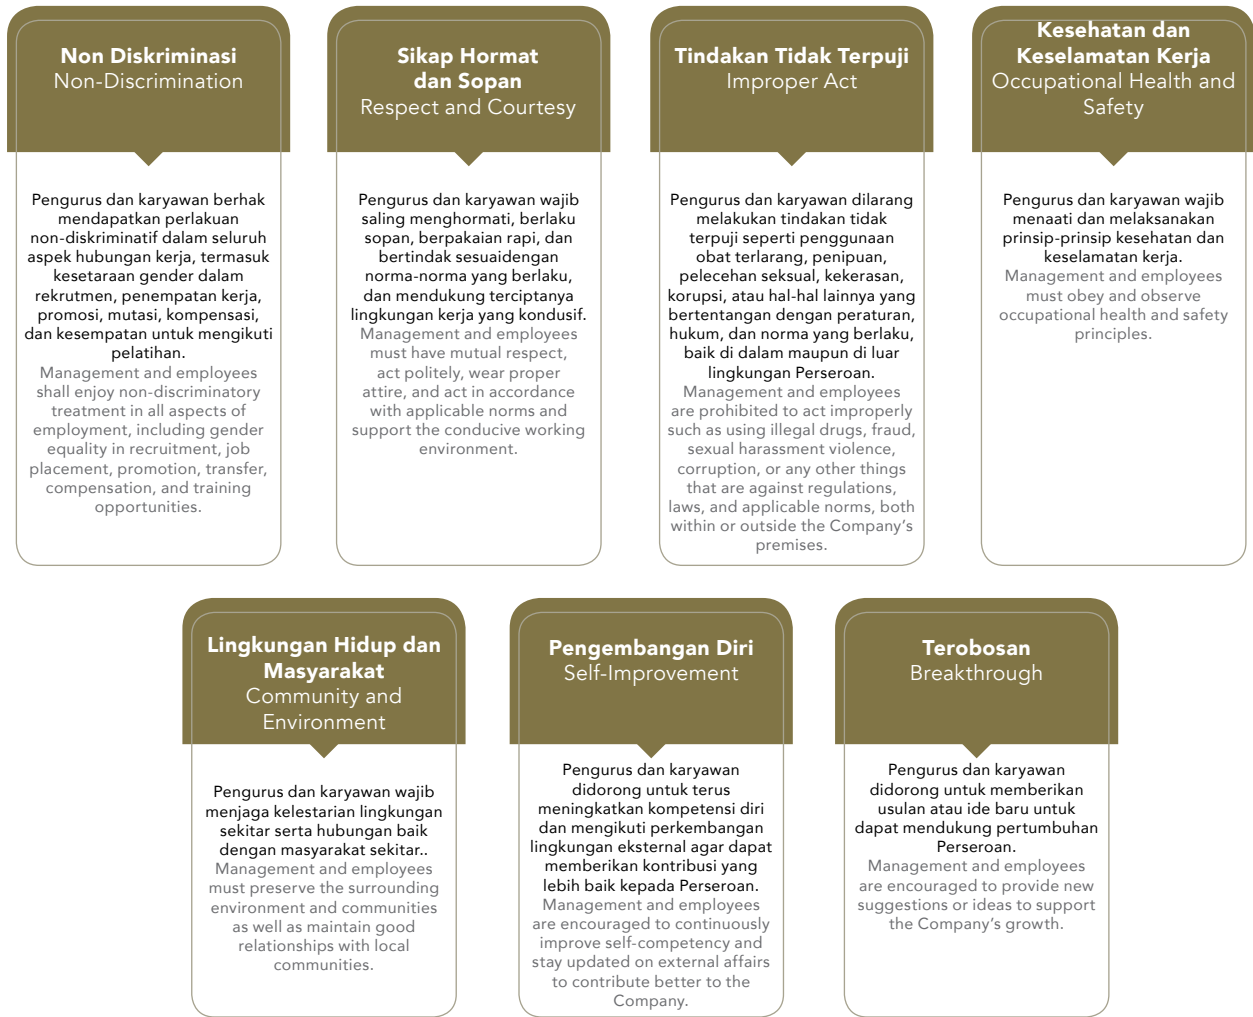 Non Diskriminasi
Non-Discrimination
Pengurus dan karyawan berhak
mendapatkan perlakuan
non-diskriminatif dalam seluruh
aspek hubungan kerja, termasuk
kesetaraan gender dalam
rekrutmen, penempatan kerja,
promosi, mutasi, kompensasi,
dan kesempatan untuk mengikuti
pelatihan.
Management and employees
shall enjoy non-discriminatory
treatment in all aspects of
employment, including gender
equality in recruitment, job
placement, promotion, transfer,
compensation, and training
opportunities.
Sikap Hormat
dan Sopan
Respect and Courtesy
Pengurus dan karyawan wajib
saling menghormati, berlaku
sopan, berpakaian rapi, dan
bertindak sesuaidengan
norma-norma yang berlaku,
dan mendukung terciptanya
lingkungan kerja yang kondusif.
Management and employees
must have mutual respect,
act politely, wear proper
attire, and act in accordance
with applicable norms and
support the conducive working
environment.
Tindakan Tidak Terpuji
Improper Act
Pengurus dan karyawan dilarang
melakukan tindakan tidak
terpuji seperti penggunaan
obat terlarang, penipuan,
pelecehan seksual, kekerasan,
korupsi, atau hal-hal lainnya yang
bertentangan dengan peraturan,
hukum, dan norma yang berlaku,
baik di dalam maupun di luar
lingkungan Perseroan.
Management and employees
are prohibited to act improperly
such as using illegal drugs, fraud,
sexual harassment violence,
corruption, or any other things
that are against regulations,
laws, and applicable norms, both
within or outside the Company’s
premises.
Kesehatan dan
Keselamatan Kerja
Occupational Health and
Safety
Pengurus dan karyawan wajib
menaati dan melaksanakan
prinsip-prinsip kesehatan dan
keselamatan kerja.
Management and employees
must obey and observe
occupational health and safety
principles.
Lingkungan Hidup dan
Masyarakat
Community and
Environment
Pengurus dan karyawan wajib
menjaga kelestarian lingkungan
sekitar serta hubungan baik
dengan masyarakat sekitar..
Management and employees
must preserve the surrounding
environment and communities
as well as maintain good
relationships with local
communities.
Pengembangan Diri
Self-Improvement
Pengurus dan karyawan
didorong untuk terus
meningkatkan kompetensi diri
dan mengikuti perkembangan
lingkungan eksternal agar dapat
memberikan kontribusi yang
lebih baik kepada Perseroan.
Management and employees
are encouraged to continuously
improve self-competency and
stay updated on external affairs
to contribute better to the
Company.
Terobosan
Breakthrough
Pengurus dan karyawan
didorong untuk memberikan
usulan atau ide baru untuk
dapat mendukung pertumbuhan
Perseroan.
Management and employees
are encouraged to provide new
suggestions or ideas to support
the Company’s growth.